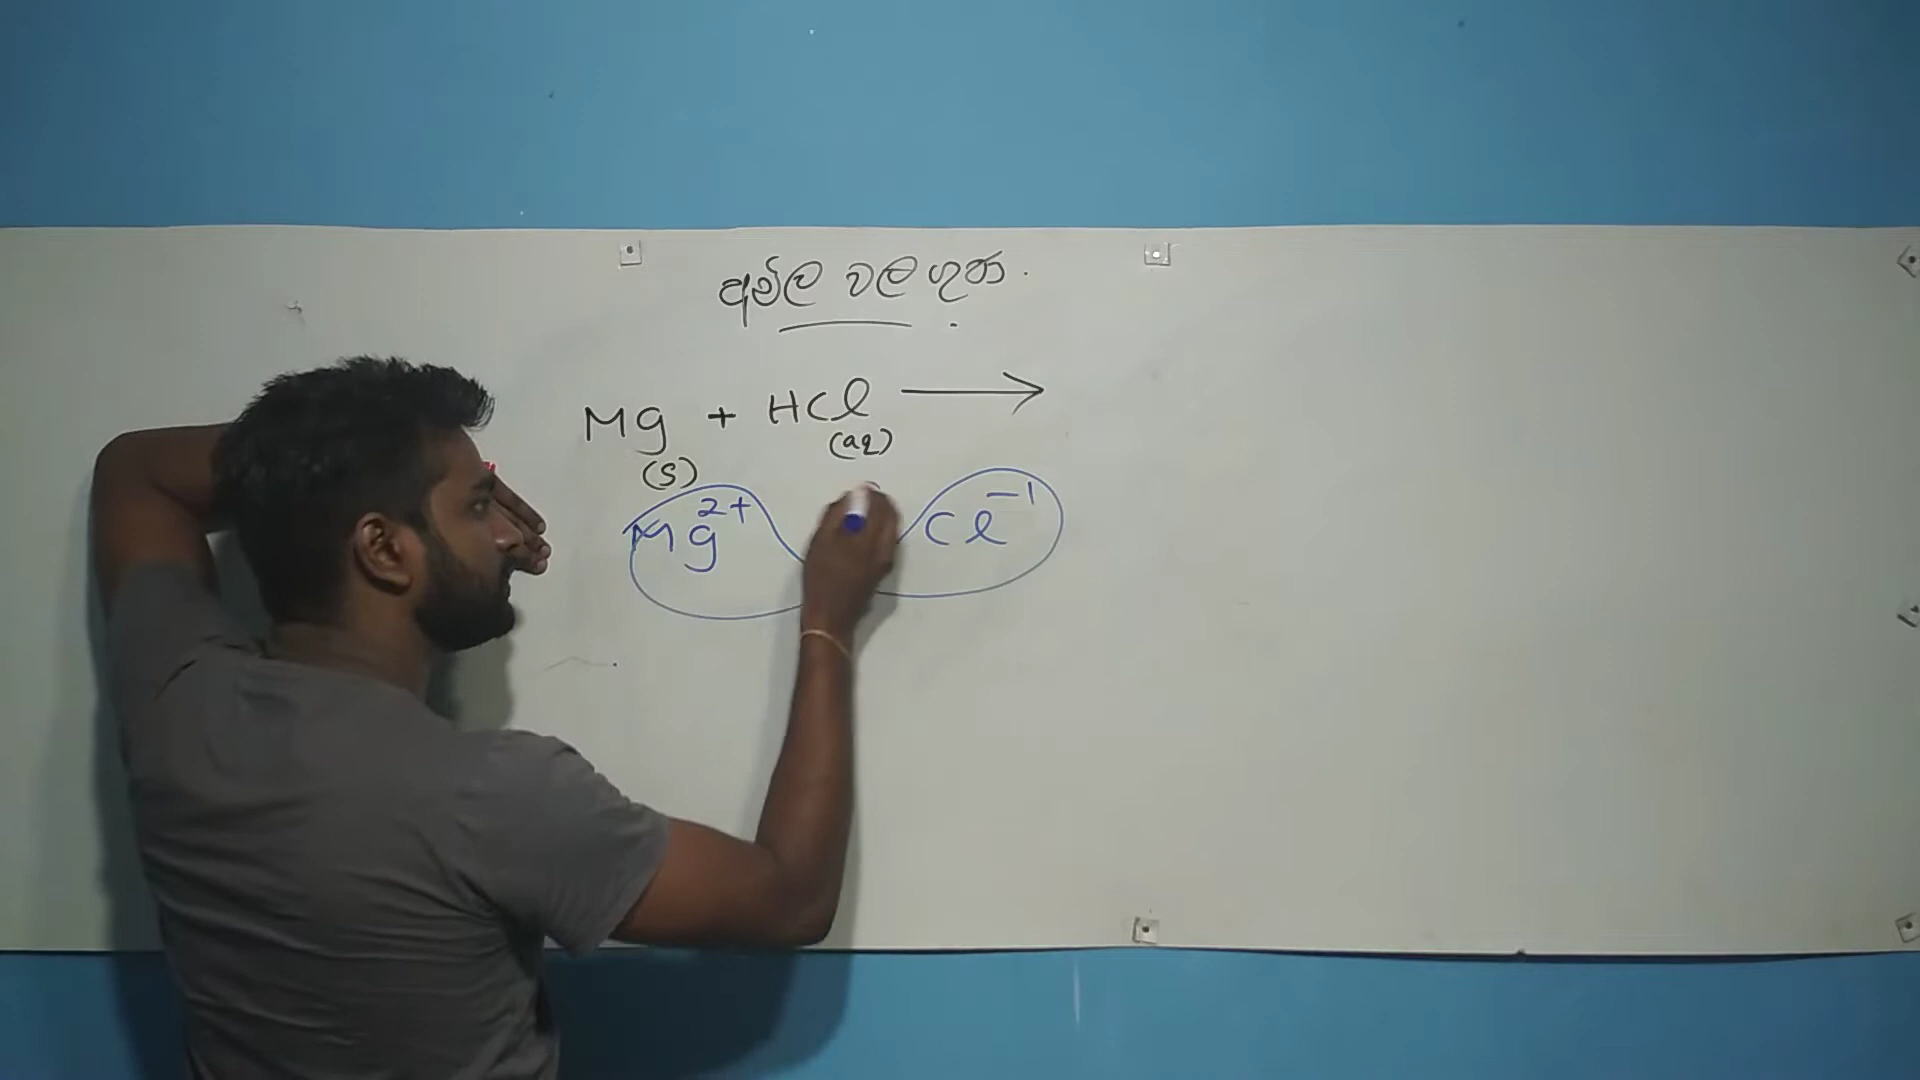 අම්ල වල ගුණ.
Mg + HCl →
(s) (aq)
Mg²⁺ Cl⁻¹